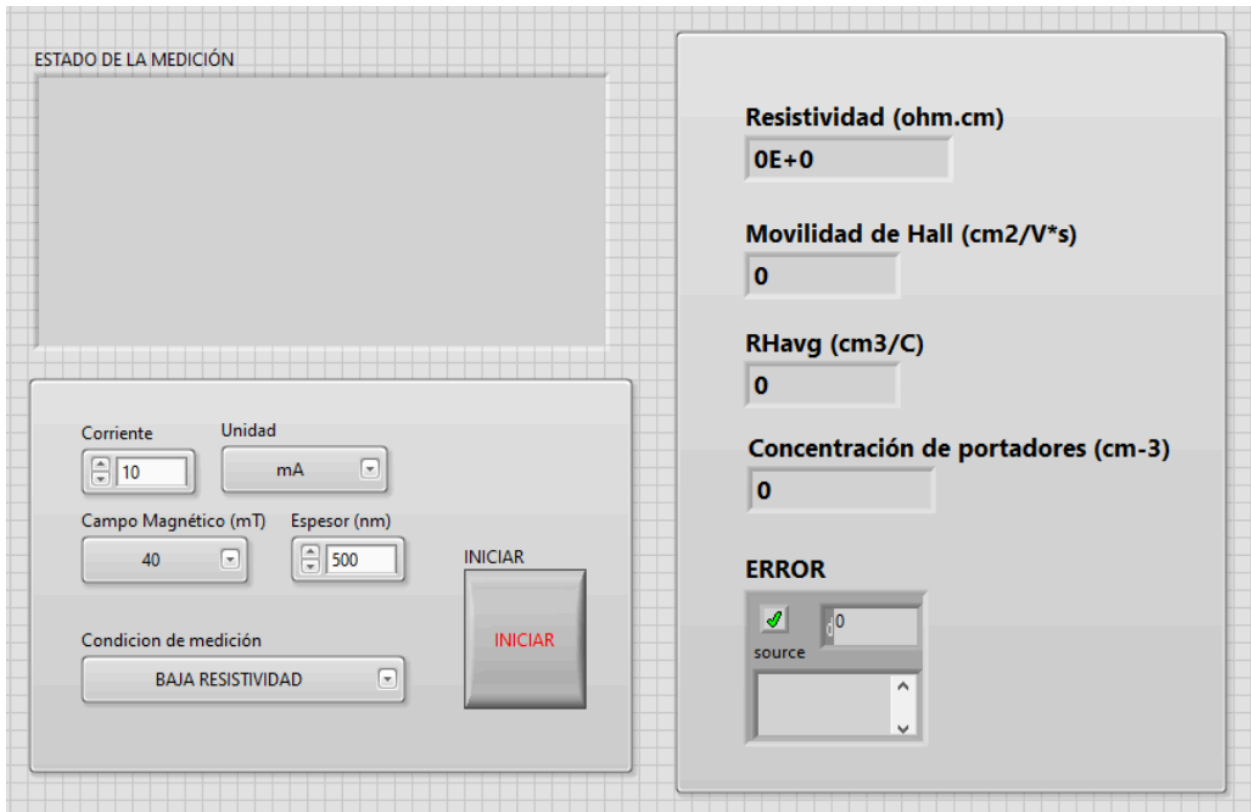 ESTADO DE LA MEDICIÓN
Corriente
Unidad
10
mA
Campo Magnético (mT)
Espesor (nm)
40
500
INICIAR
INICIAR
Condicion de medición
BAJA RESISTIVIDAD
Resistividad (ohm.cm)
0E+0
Movilidad de Hall (cm2/V*s)
0
RHavg (cm3/C)
0
Concentración de portadores (cm-3)
0
ERROR
d0
source